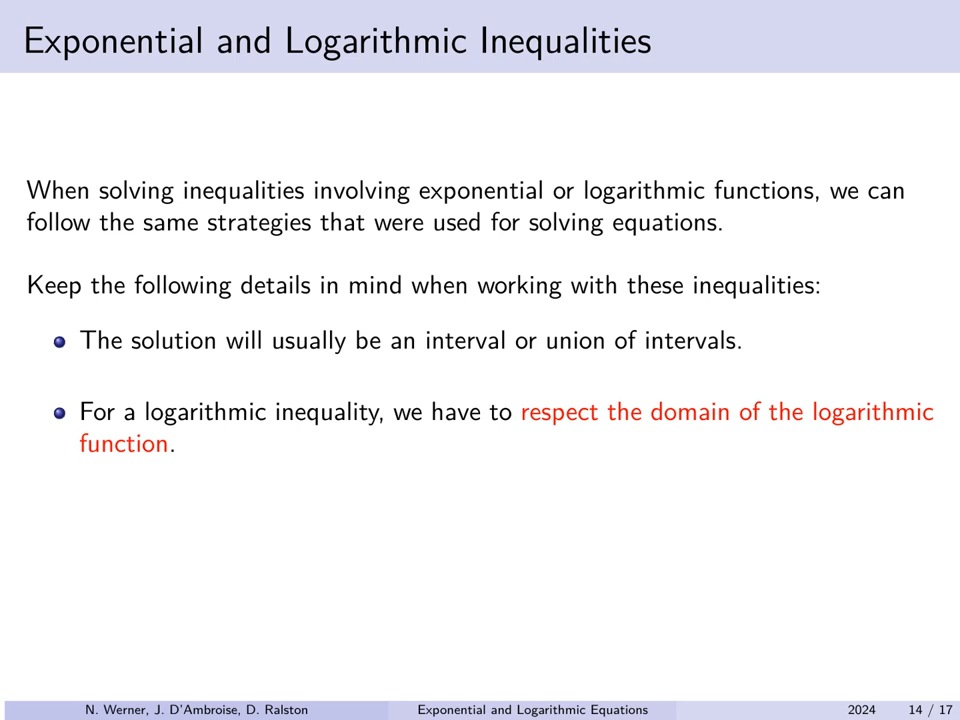 Exponential and Logarithmic Inequalities
When solving inequalities involving exponential or logarithmic functions, we can
follow the same strategies that were used for solving equations.
Keep the following details in mind when working with these inequalities:
The solution will usually be an interval or union of intervals.
For a logarithmic inequality, we have to respect the domain of the logarithmic
function.
N. Werner, J. D'Ambroise, D. Ralston Exponential and Logarithmic Equations 2024 14 / 17